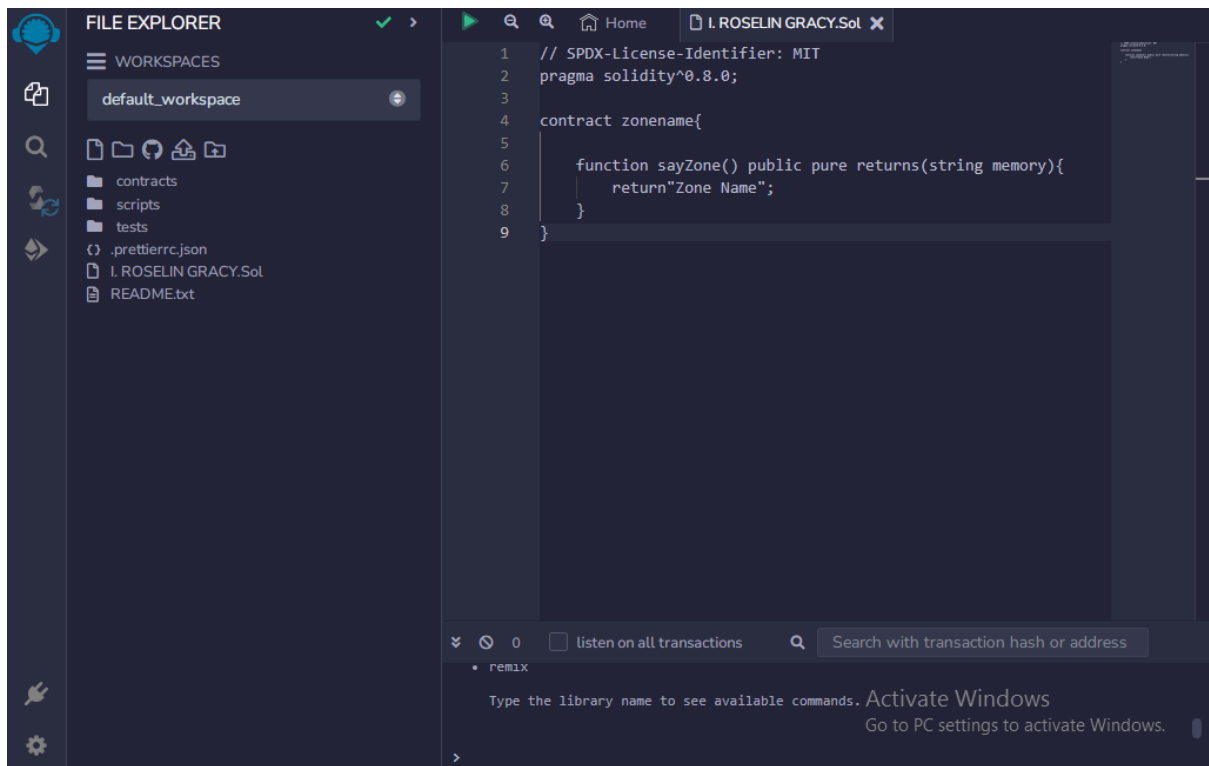 FILE EXPLORER
WORKSPACES
default_workspace
contracts
scripts
tests
{} .prettierrc.json
I. ROSELIN GRACY.Sol
README.txt
Home
I. ROSELIN GRACY.Sol
1 // SPDX-License-Identifier: MIT
2 pragma solidity^0.8.0;
3
4 contract zonename{
5
6 function sayZone() public pure returns(string memory){
7 return"Zone Name";
8 }
9 }
0 listen on all transactions
Search with transaction hash or address
• remix
Type the library name to see available commands.
>
Activate Windows
Go to PC settings to activate Windows.